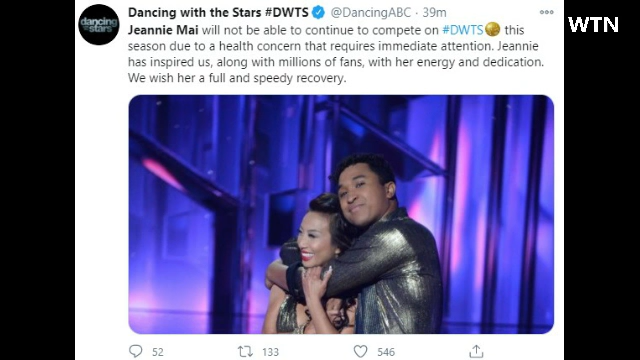 Dancing with the Stars #DWTS @DancingABC · 39m
WTN
dancing with the stars
Jeannie Mai will not be able to continue to compete on #DWTS this
season due to a health concern that requires immediate attention. Jeannie
has inspired us, along with millions of fans, with her energy and dedication.
We wish her a full and speedy recovery.
52 133 546